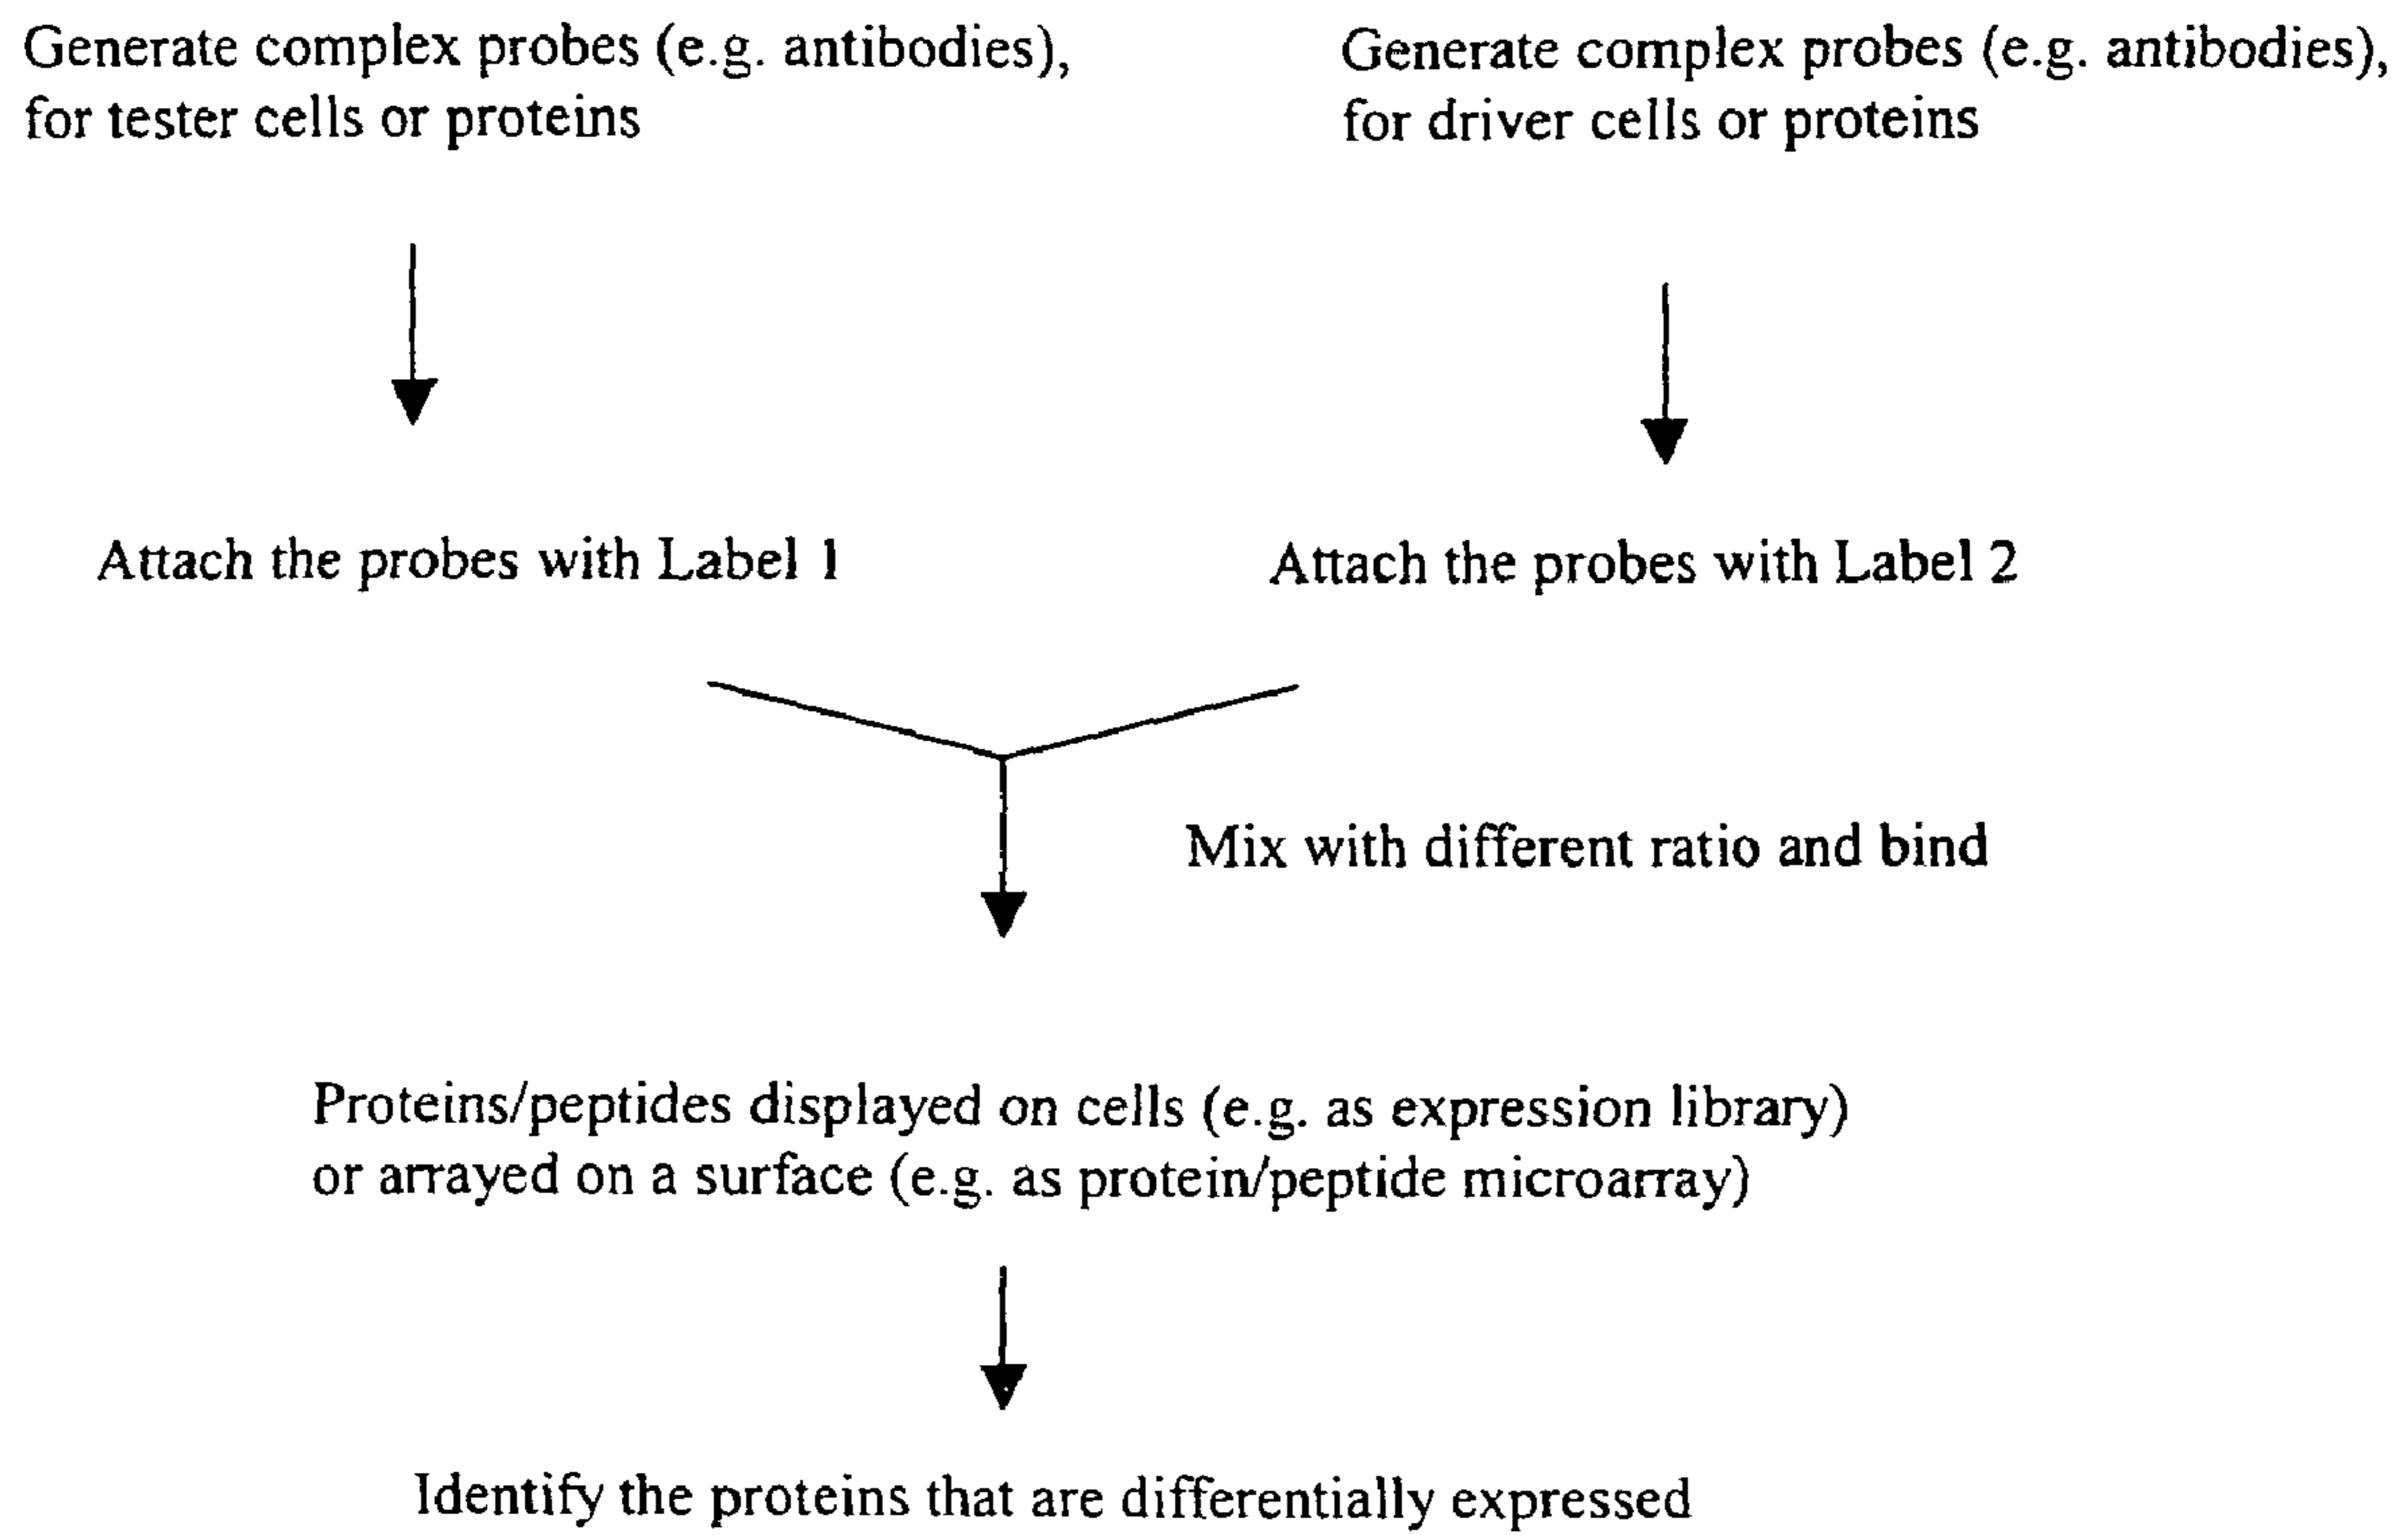 Generate complex probes (e.g. antibodies),
for tester cells or proteins
Generate complex probes (e.g. antibodies),
for driver cells or proteins
Attach the probes with Label 1
Attach the probes with Label 2
Mix with different ratio and bind
Proteins/peptides displayed on cells (e.g. as expression library)
or arrayed on a surface (e.g. as protein/peptide microarray)
Identify the proteins that are differentially expressed